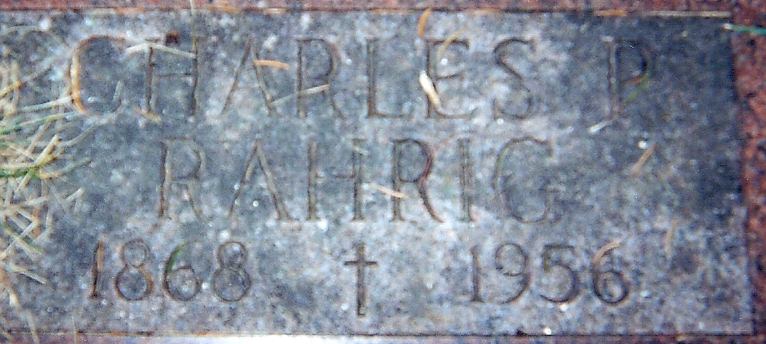 CHARLES P
RAHRIG
1868 † 1956